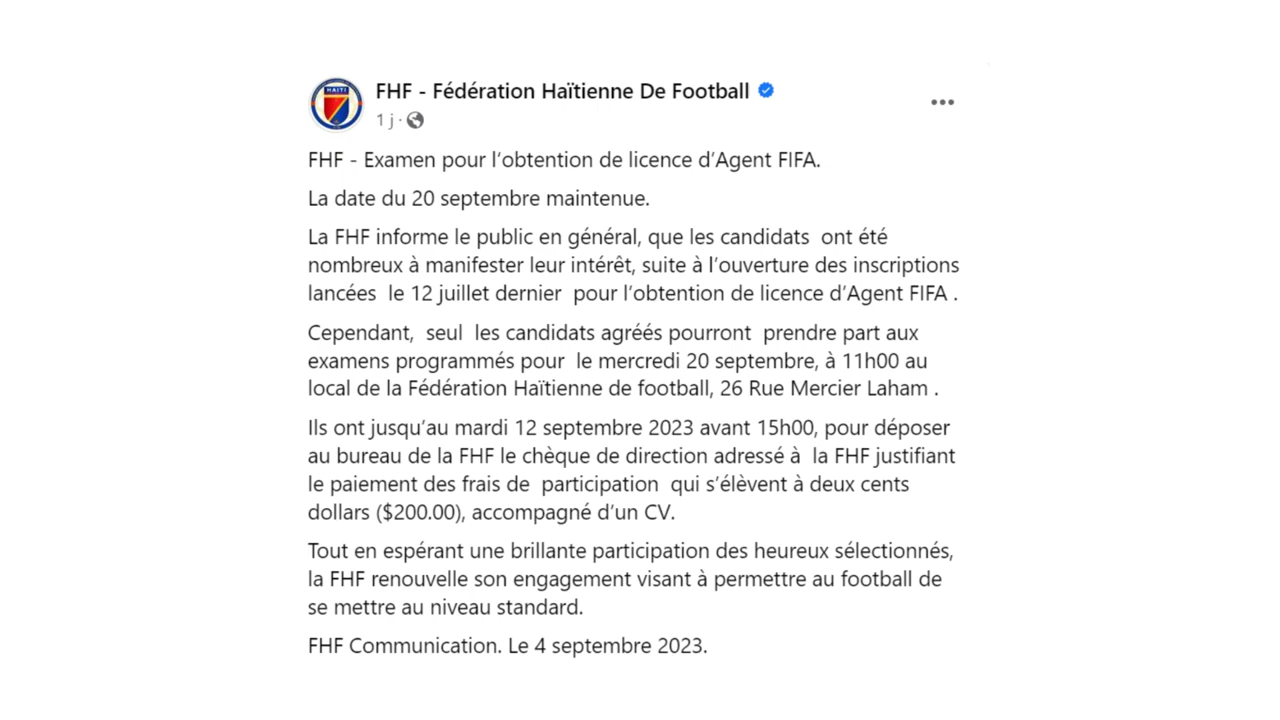 HAITI
FHF - Fédération Haïtienne De Football
1 j ·
FHF - Examen pour l'obtention de licence d'Agent FIFA.
La date du 20 septembre maintenue.
La FHF informe le public en général, que les candidats  ont été
nombreux à manifester leur intérêt, suite à l'ouverture des inscriptions
lancées  le 12 juillet dernier  pour l'obtention de licence d'Agent FIFA .
Cependant,  seul  les candidats agréés pourront  prendre part aux
examens programmés pour  le mercredi 20 septembre, à 11h00 au
local de la Fédération Haïtienne de football, 26 Rue Mercier Laham .
Ils ont jusqu'au mardi 12 septembre 2023 avant 15h00, pour déposer
au bureau de la FHF le chèque de direction adressé à  la FHF justifiant
le paiement des frais de  participation  qui s'élèvent à deux cents
dollars ($200.00), accompagné d'un CV.
Tout en espérant une brillante participation des heureux sélectionnés,
la FHF renouvelle son engagement visant à permettre au football de
se mettre au niveau standard.
FHF Communication. Le 4 septembre 2023.